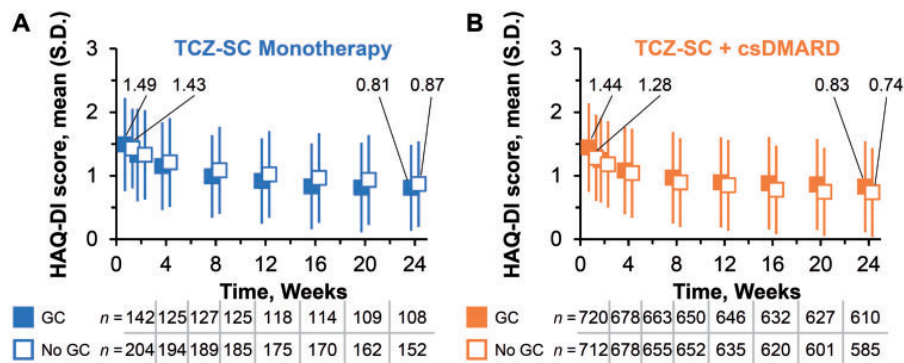 A
TCZ-SC Monotherapy
HAQ-DI score, mean (S.D.)
3
2
1
0
1.49
1.43
0.81
0.87
0 4 8 12 16 20 24
Time, Weeks
GC n = 142 125 127 125 118 114 109 108
No GC n = 204 194 189 185 175 170 162 152
B
TCZ-SC + csDMARD
HAQ-DI score, mean (S.D.)
3
2
1
0
1.44
1.28
0.83
0.74
0 4 8 12 16 20 24
Time, Weeks
GC n = 720 678 663 650 646 632 627 610
No GC n = 712 678 655 652 635 620 601 585